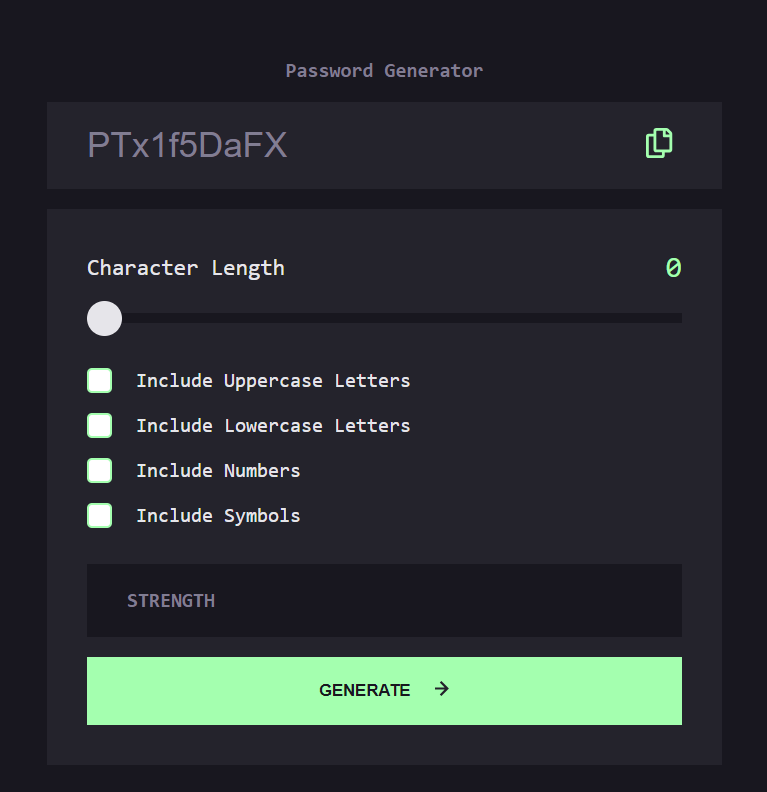 Password Generator
PTx1f5DaFX
Character Length 0
Include Uppercase Letters
Include Lowercase Letters
Include Numbers
Include Symbols
STRENGTH
GENERATE →